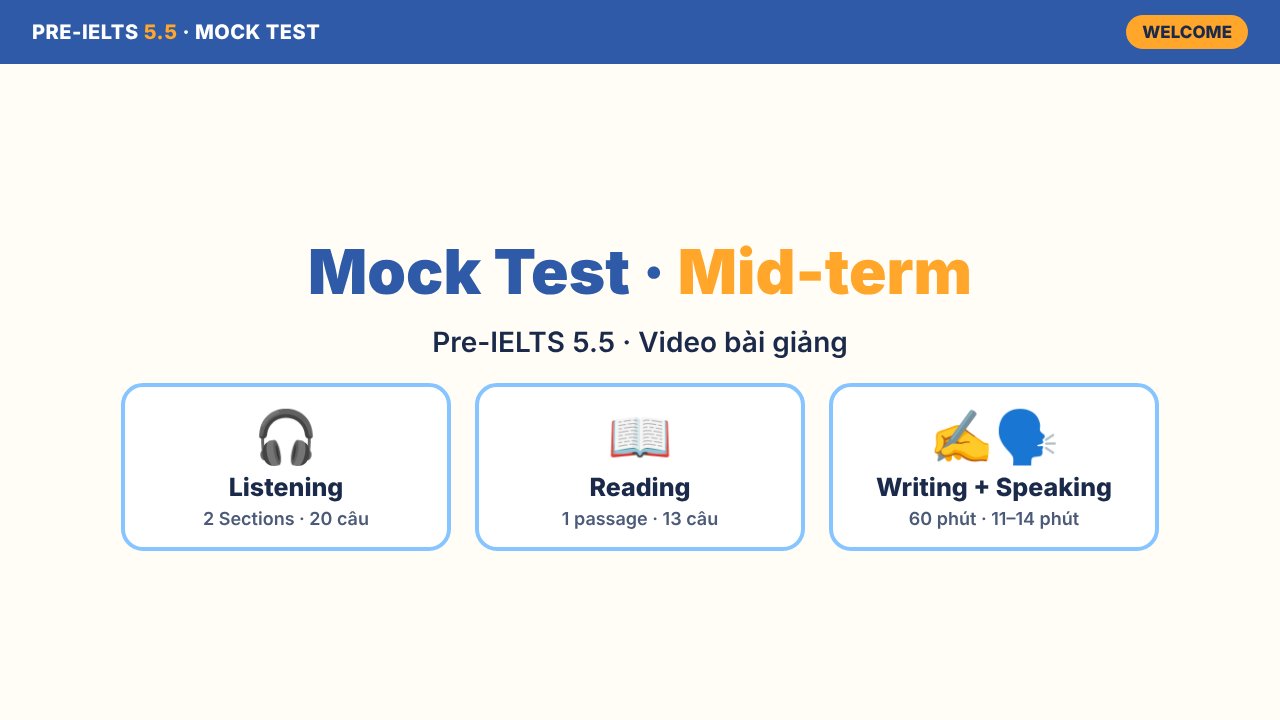 PRE-IELTS 5.5 · MOCK TEST
WELCOME
Mock Test · Mid-term
Pre-IELTS 5.5 · Video bài giảng
Listening
2 Sections · 20 câu
Reading
1 passage · 13 câu
Writing + Speaking
60 phút · 11–14 phút